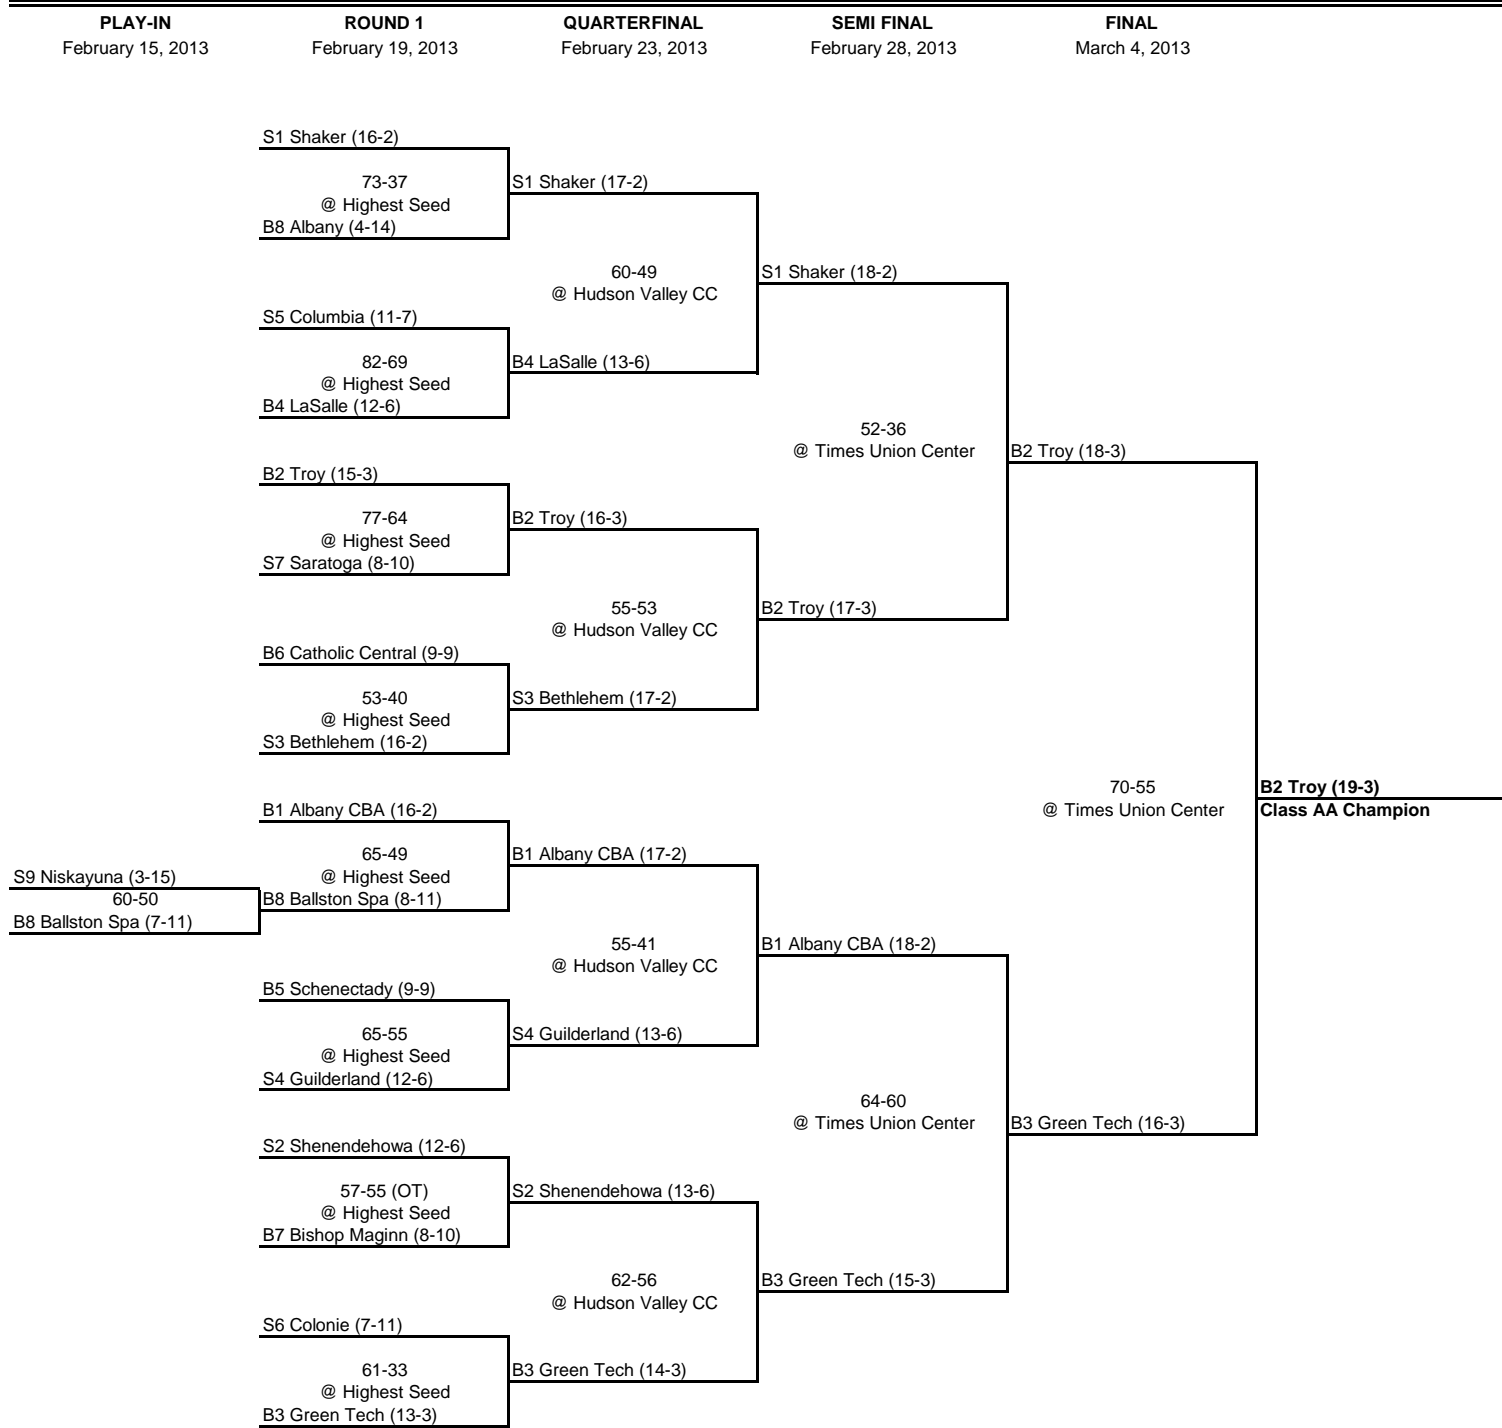 PLAY-IN ROUND 1 QUARTERFINAL SEMI FINAL FINAL
February 15, 2013 February 19, 2013 February 23, 2013 February 28, 2013 March 4, 2013
S1 Shaker (16-2)
73-37 S1 Shaker (17-2)
@ Highest Seed
B8 Albany (4-14)
60-49 S1 Shaker (18-2)
@ Hudson Valley CC
S5 Columbia (11-7)
82-69 B4 LaSalle (13-6)
@ Highest Seed
B4 LaSalle (12-6)
52-36
@ Times Union Center B2 Troy (18-3)
B2 Troy (15-3)
77-64 B2 Troy (16-3)
@ Highest Seed
S7 Saratoga (8-10)
55-53 B2 Troy (17-3)
@ Hudson Valley CC
B6 Catholic Central (9-9)
53-40 S3 Bethlehem (17-2)
@ Highest Seed
S3 Bethlehem (16-2)
70-55 B2 Troy (19-3)
B1 Albany CBA (16-2) @ Times Union Center Class AA Champion
65-49 B1 Albany CBA (17-2)
S9 Niskayuna (3-15) @ Highest Seed
60-50 B8 Ballston Spa (8-11)
B8 Ballston Spa (7-11)
55-41 B1 Albany CBA (18-2)
@ Hudson Valley CC
B5 Schenectady (9-9)
65-55 S4 Guilderland (13-6)
@ Highest Seed
S4 Guilderland (12-6)
64-60
@ Times Union Center B3 Green Tech (16-3)
S2 Shenendehowa (12-6)
57-55 (OT) S2 Shenendehowa (13-6)
@ Highest Seed
B7 Bishop Maginn (8-10)
62-56 B3 Green Tech (15-3)
@ Hudson Valley CC
S6 Colonie (7-11)
61-33 B3 Green Tech (14-3)
@ Highest Seed
B3 Green Tech (13-3)